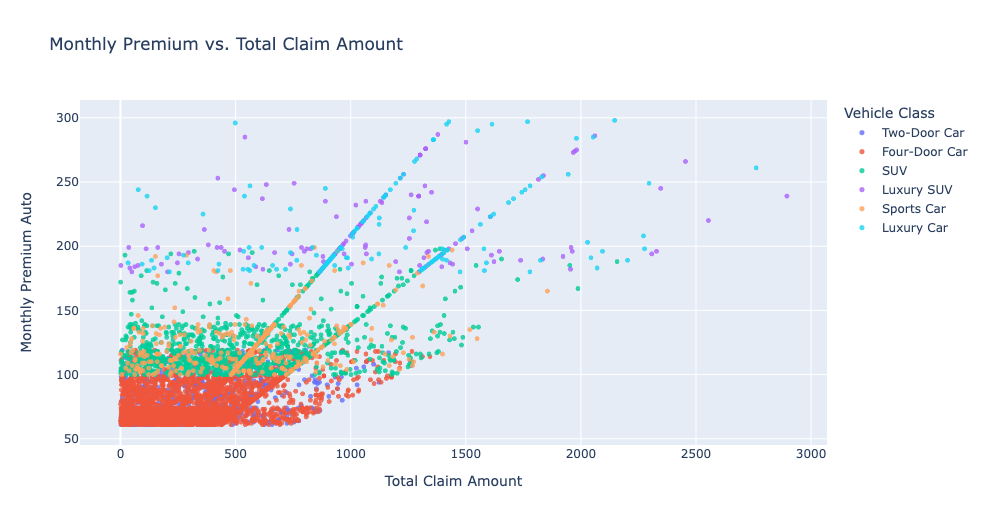 Monthly Premium vs. Total Claim Amount
Vehicle Class
Two-Door Car
Four-Door Car
SUV
Luxury SUV
Sports Car
Luxury Car
Monthly Premium Auto
300
250
200
150
100
50
0
500
1000
1500
2000
2500
3000
Total Claim Amount